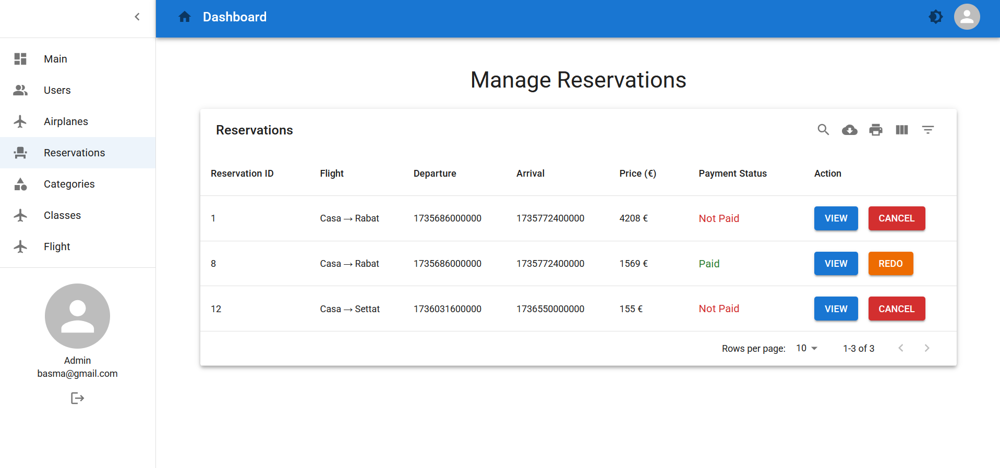 Dashboard
Main
Users
Airplanes
Reservations
Categories
Classes
Flight
Admin
basma@gmail.com
Manage Reservations
Reservations
Reservation ID Flight Departure Arrival Price (€) Payment Status Action
1 Casa → Rabat 1735686000000 1735772400000 4208 € Not Paid VIEW CANCEL
8 Casa → Rabat 1735686000000 1735772400000 1569 € Paid VIEW REDO
12 Casa → Settat 1736031600000 1736550000000 155 € Not Paid VIEW CANCEL
Rows per page: 10 1-3 of 3